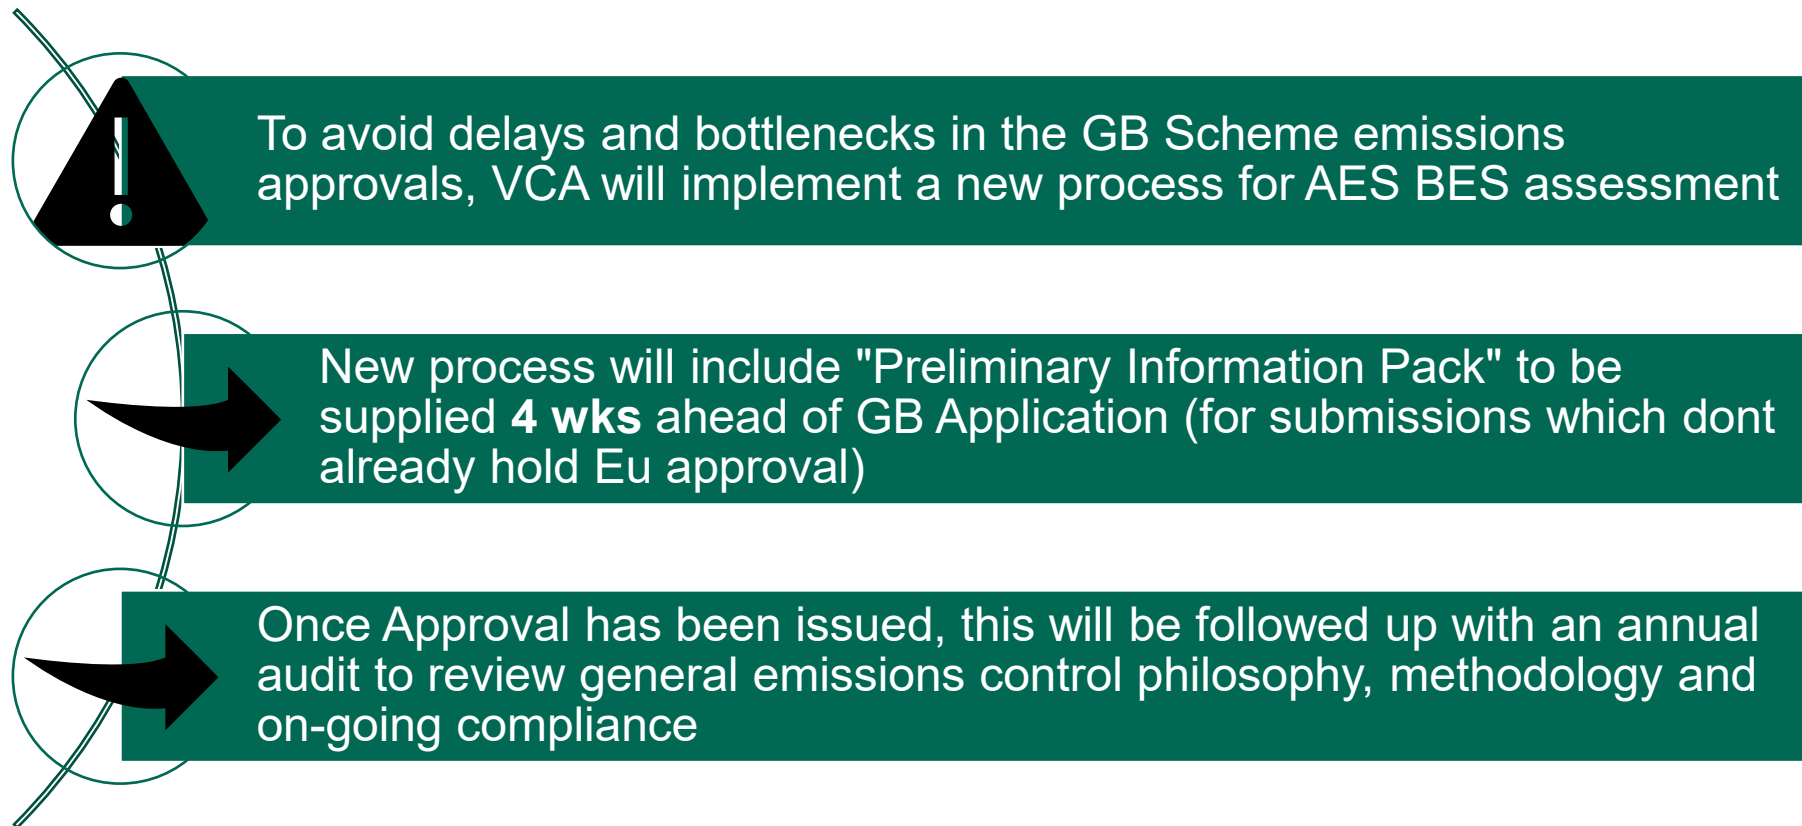 To avoid delays and bottlenecks in the GB Scheme emissions
approvals, VCA will implement a new process for AES BES assessment
New process will include "Preliminary Information Pack" to be
supplied 4 wks ahead of GB Application (for submissions which dont
already hold Eu approval)
Once Approval has been issued, this will be followed up with an annual
audit to review general emissions control philosophy, methodology and
on-going compliance